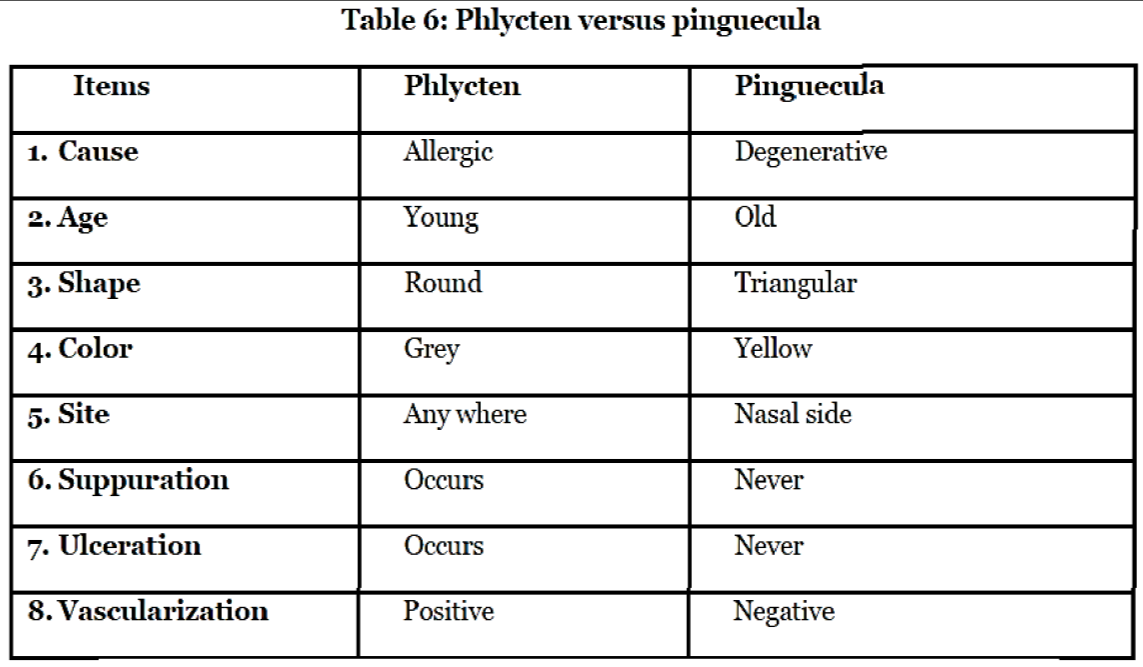 Table 6: Phlycten versus pinguecula
Items Phlycten Pinguecula
1. Cause Allergic Degenerative
2. Age Young Old
3. Shape Round Triangular
4. Color Grey Yellow
5. Site Any where Nasal side
6. Suppuration Occurs Never
7. Ulceration Occurs Never
8. Vascularization Positive Negative